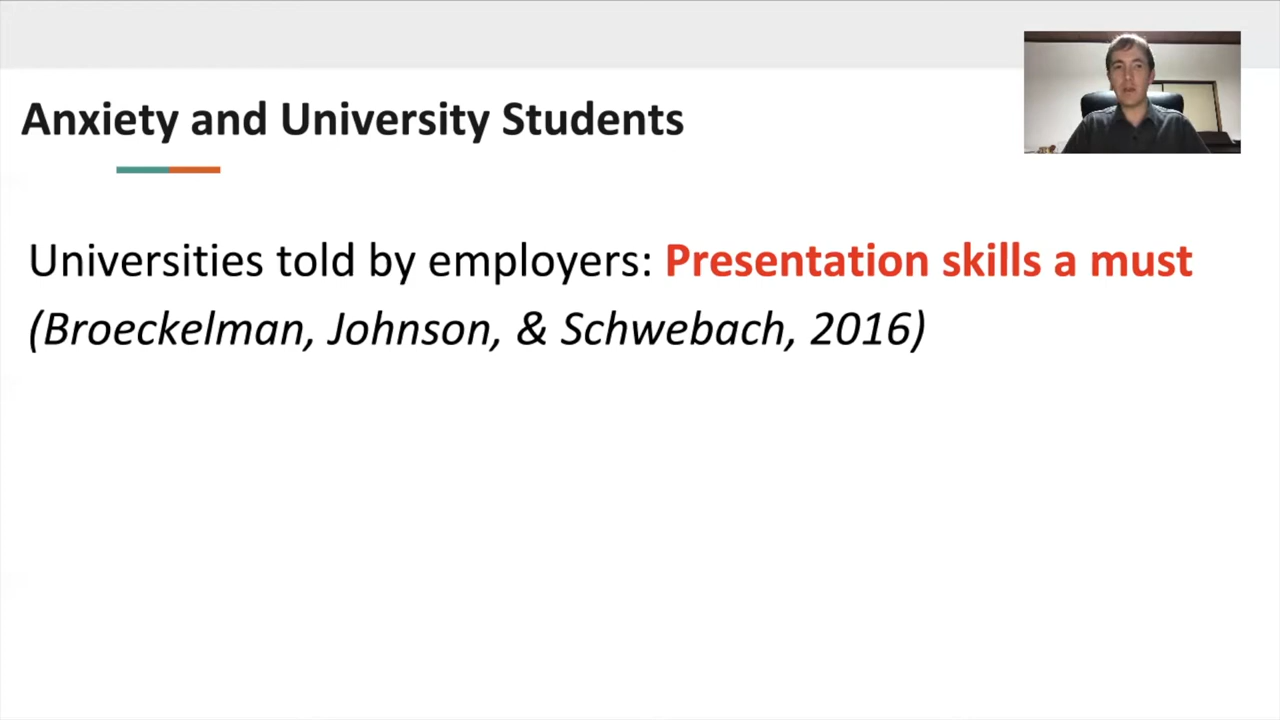 Anxiety and University Students
Universities told by employers: Presentation skills a must
(Broeckelman, Johnson, & Schwebach, 2016)